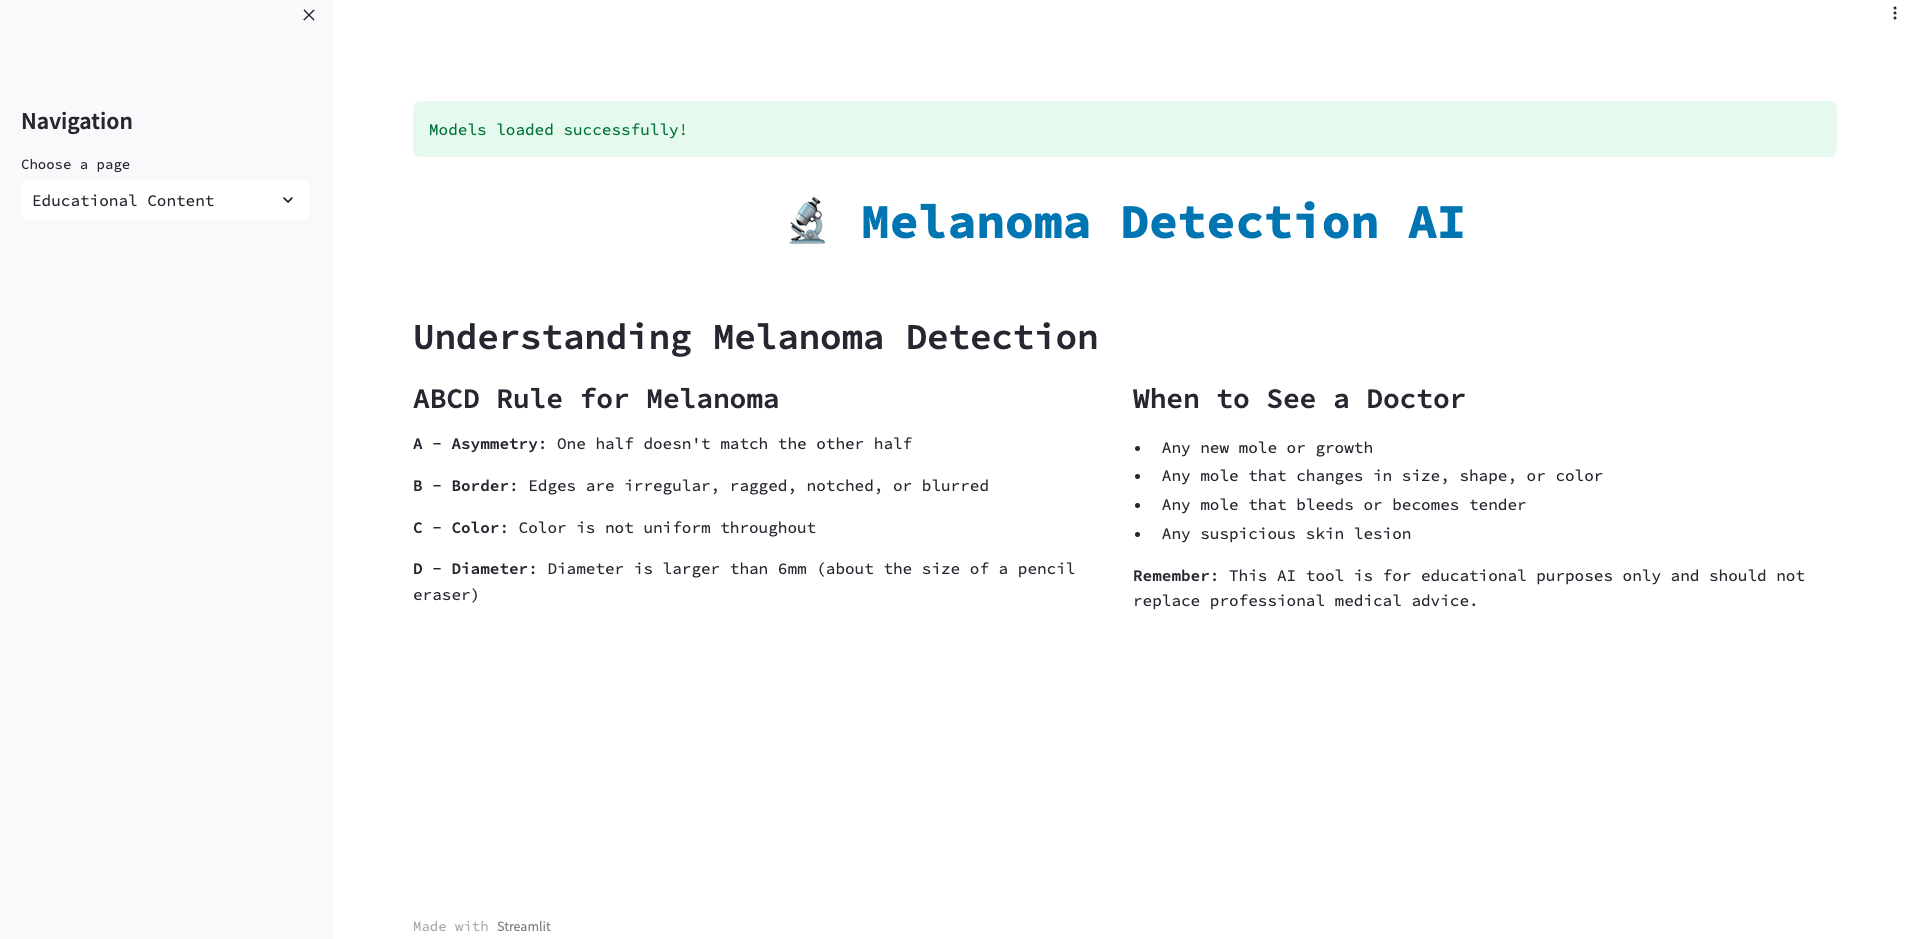 Navigation
Choose a page
Educational Content
Models loaded successfully!
Melanoma Detection AI
Understanding Melanoma Detection
ABCD Rule for Melanoma
A - Asymmetry: One half doesn't match the other half
B - Border: Edges are irregular, ragged, notched, or blurred
C - Color: Color is not uniform throughout
D - Diameter: Diameter is larger than 6mm (about the size of a pencil
eraser)
When to See a Doctor
• Any new mole or growth
• Any mole that changes in size, shape, or color
• Any mole that bleeds or becomes tender
• Any suspicious skin lesion
Remember: This AI tool is for educational purposes only and should not
replace professional medical advice.
Made with Streamlit